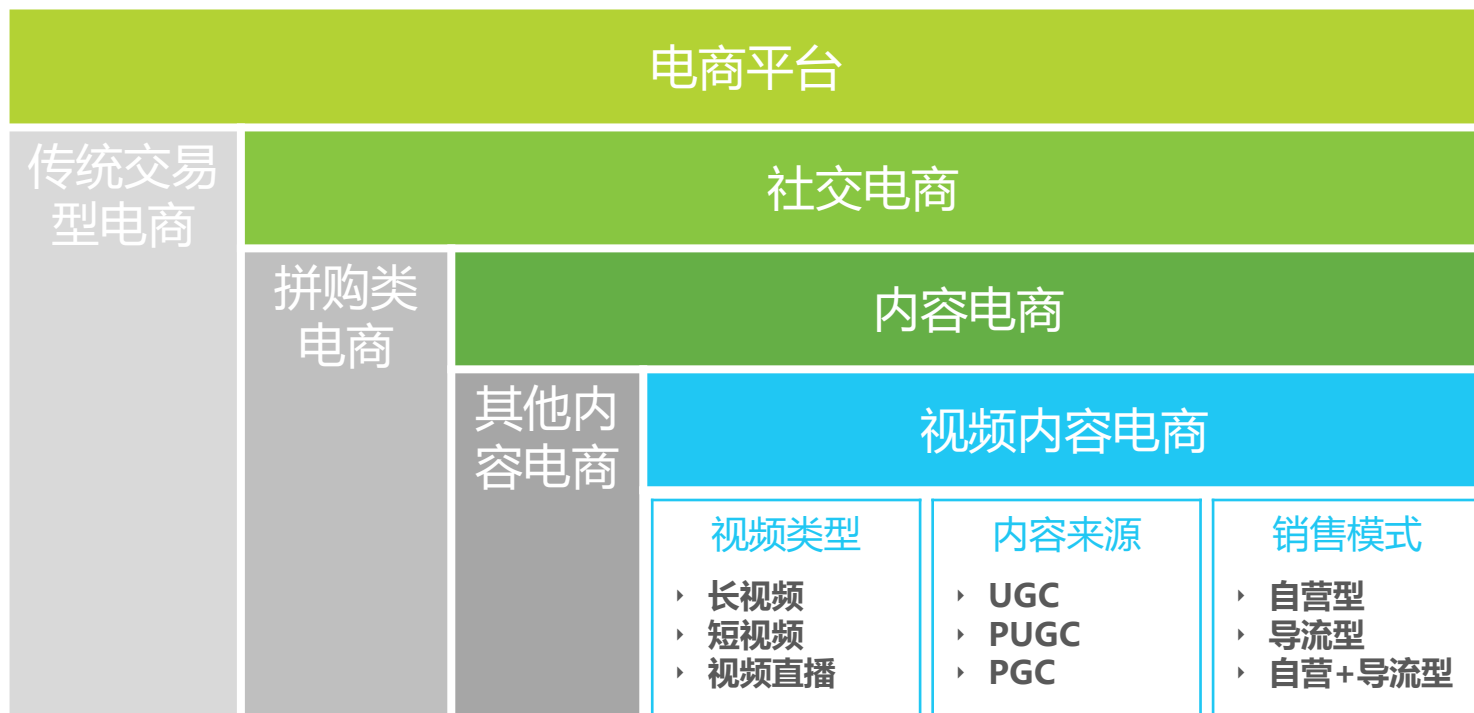 电商平台
传统交易
型电商
社交电商
拼购类
电商
内容电商
其他内
容电商
视频内容电商
视频类型
长视频
短视频
视频直播
内容来源
UGC
PUGC
PGC
销售模式
自营型
导流型
自营+导流型